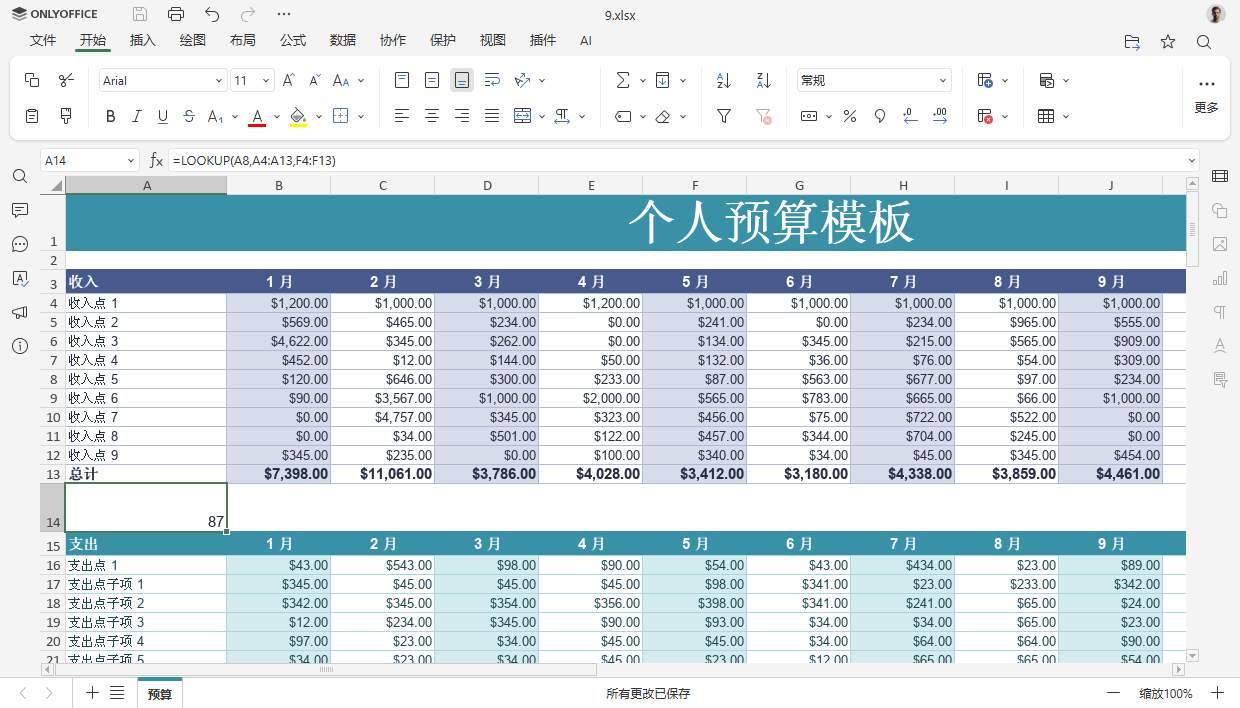 ONLYOFFICE
9.xlsx
文件 开始 插入 绘图 布局 公式 数据 协作 保护 视图 插件 AI
Arial 11 常规
更多
A14 fx =LOOKUP(A8,A4:A13,F4:F13)
A B C D E F G H I J
1 个人预算模板
2
3 收入 1 月 2 月 3 月 4 月 5 月 6 月 7 月 8 月 9 月
4 收入点 1 $1,200.00 $1,000.00 $1,000.00 $1,200.00 $1,000.00 $1,000.00 $1,000.00 $1,000.00 $1,000.00
5 收入点 2 $569.00 $465.00 $234.00 $0.00 $241.00 $0.00 $234.00 $965.00 $555.00
6 收入点 3 $4,622.00 $345.00 $262.00 $0.00 $134.00 $345.00 $215.00 $565.00 $909.00
7 收入点 4 $452.00 $12.00 $144.00 $50.00 $132.00 $36.00 $76.00 $54.00 $309.00
8 收入点 5 $120.00 $646.00 $300.00 $233.00 $87.00 $563.00 $677.00 $97.00 $234.00
9 收入点 6 $90.00 $3,567.00 $1,000.00 $2,000.00 $565.00 $783.00 $665.00 $66.00 $1,000.00
10 收入点 7 $0.00 $4,757.00 $345.00 $323.00 $456.00 $75.00 $722.00 $522.00 $0.00
11 收入点 8 $0.00 $34.00 $501.00 $122.00 $457.00 $344.00 $704.00 $245.00 $0.00
12 收入点 9 $345.00 $235.00 $0.00 $100.00 $340.00 $34.00 $45.00 $345.00 $454.00
13 总计 $7,398.00 $11,061.00 $3,786.00 $4,028.00 $3,412.00 $3,180.00 $4,338.00 $3,859.00 $4,461.00
14 87
15 支出 1 月 2 月 3 月 4 月 5 月 6 月 7 月 8 月 9 月
16 支出点 1 $43.00 $543.00 $98.00 $90.00 $54.00 $43.00 $434.00 $23.00 $89.00
17 支出点子项 1 $345.00 $45.00 $45.00 $45.00 $98.00 $341.00 $23.00 $233.00 $342.00
18 支出点子项 2 $342.00 $345.00 $354.00 $356.00 $398.00 $341.00 $241.00 $65.00 $24.00
19 支出点子项 3 $12.00 $234.00 $345.00 $90.00 $93.00 $34.00 $34.00 $65.00 $23.00
20 支出点子项 4 $97.00 $23.00 $34.00 $45.00 $45.00 $34.00 $64.00 $64.00 $90.00
21 支出点子项 5 $34.00 $23.00 $34.00 $45.00 $23.00 $12.00 $65.00 $65.00 $54.00
预算 所有更改已保存 缩放100%